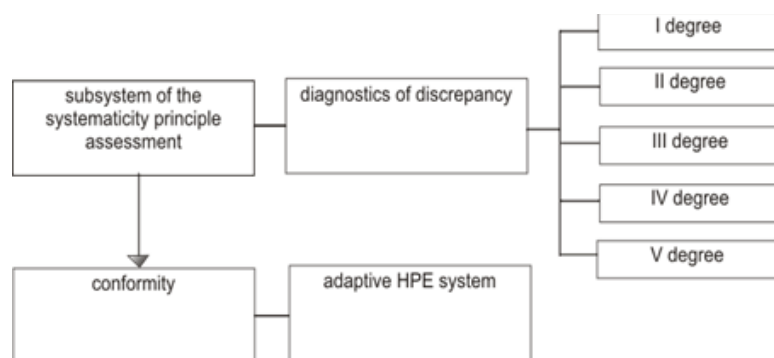 I degree
subsystem of the
systematicity principle
assessment
diagnostics of discrepancy
II degree
III degree
IV degree
V degree
conformity
adaptive HPE system